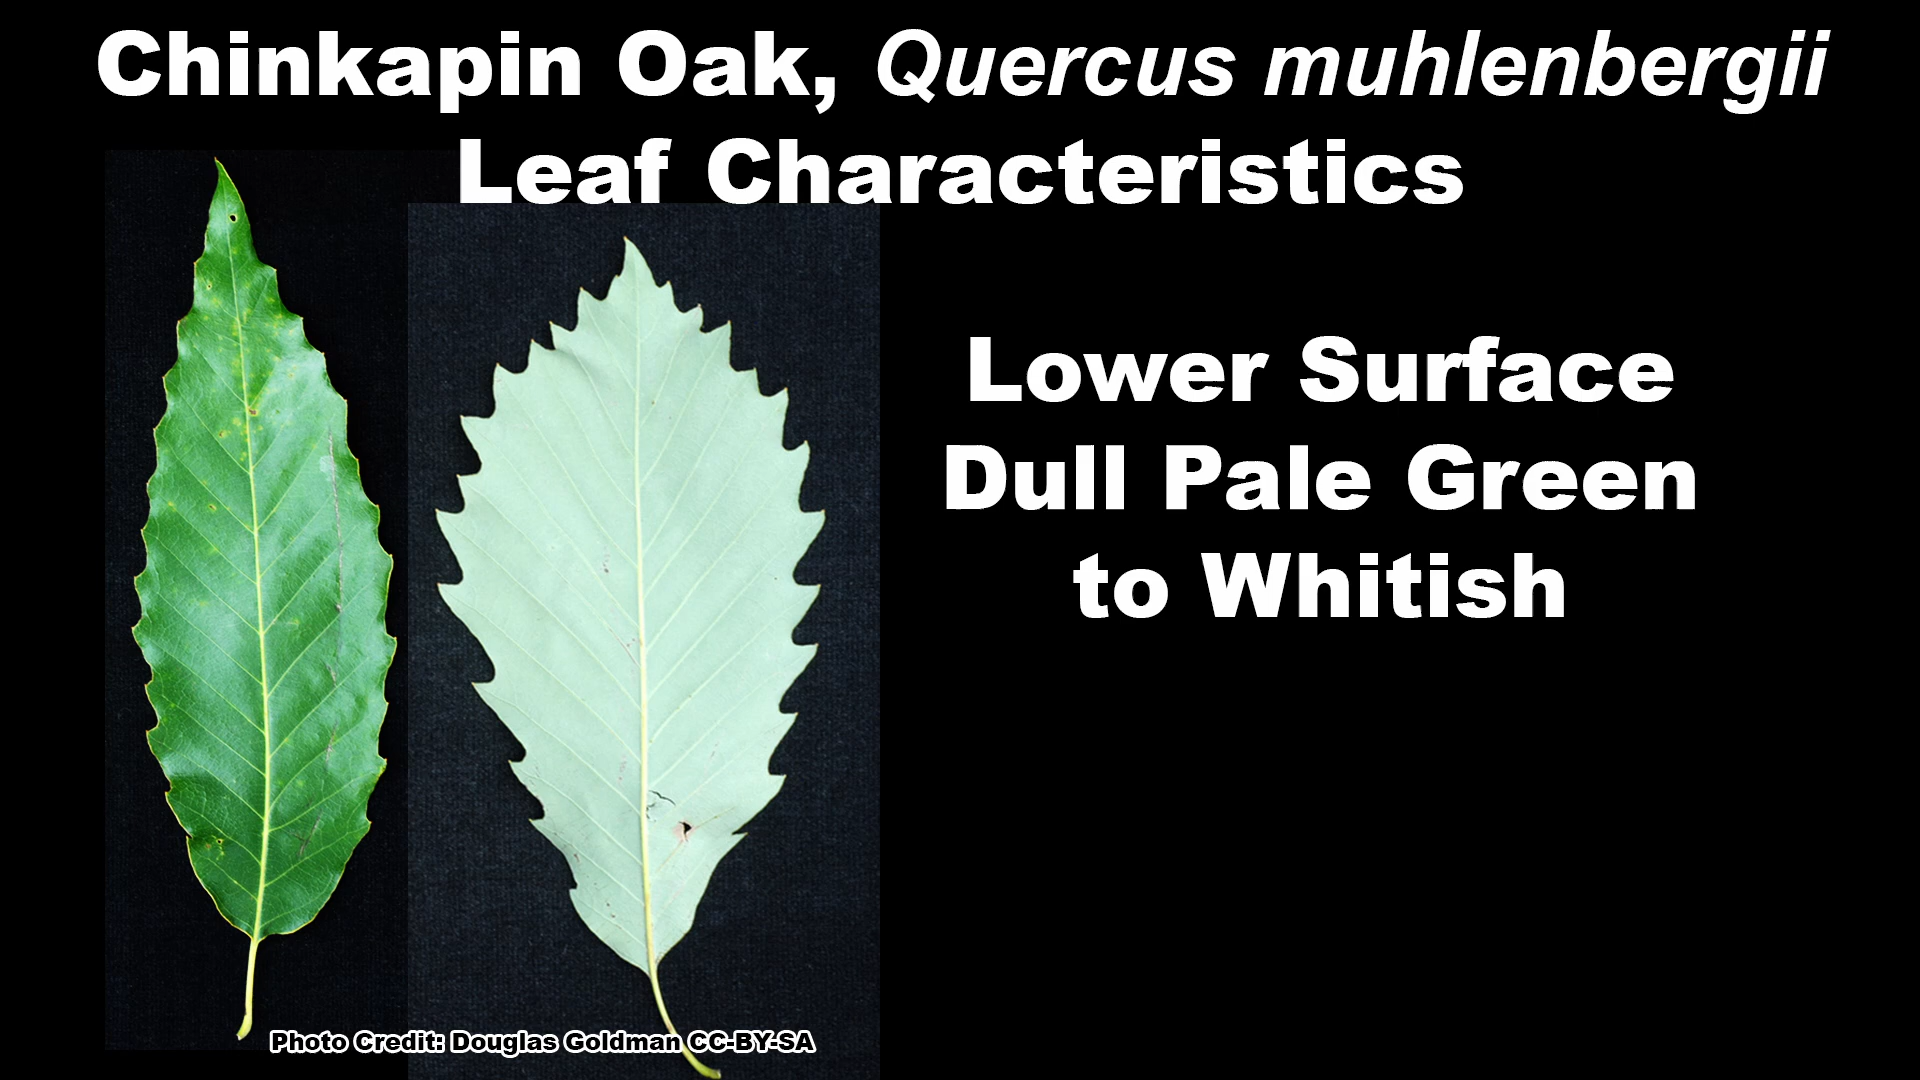 Chinkapin Oak, Quercus muhlenbergii
Leaf Characteristics
Lower Surface
Dull Pale Green
to Whitish
Photo Credit: Douglas Goldman CC-BY-SA